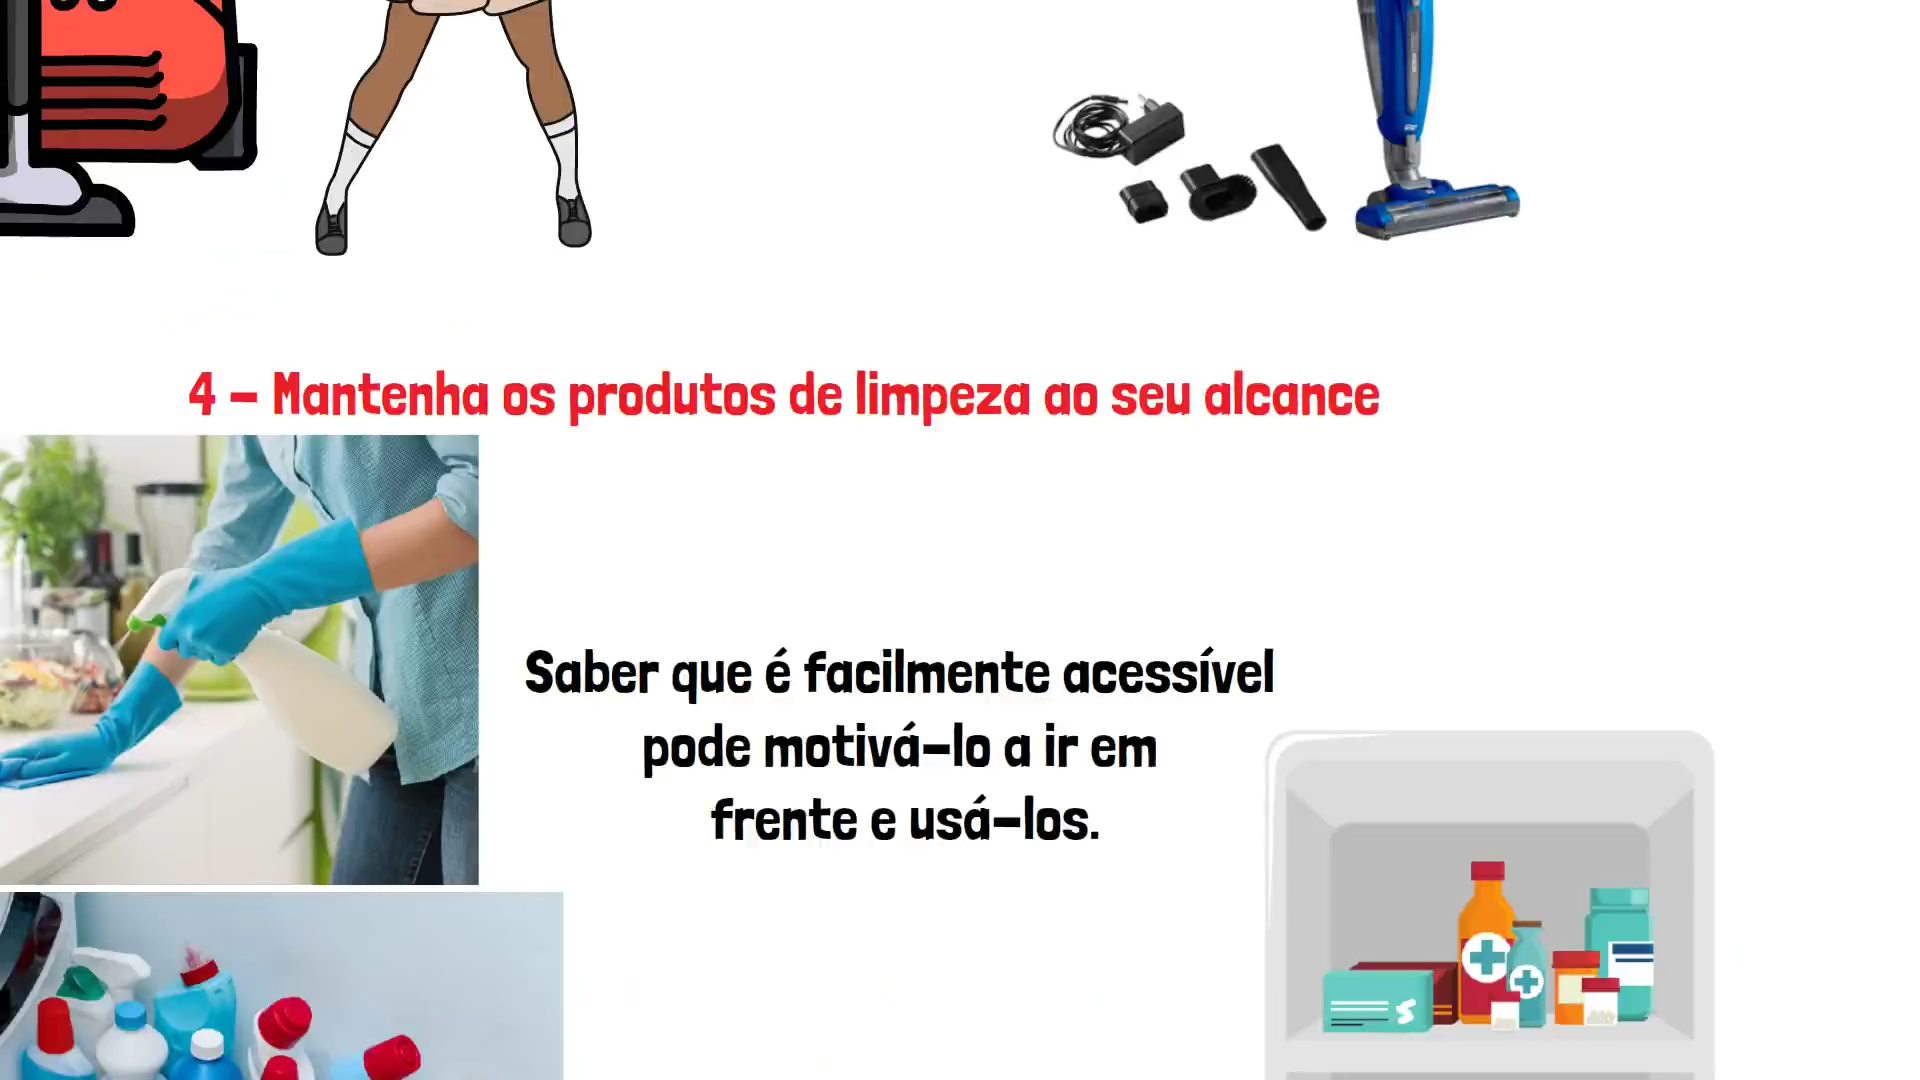 4 – Mantenha os produtos de limpeza ao seu alcance
Saber que é facilmente acessível
pode motivá-lo a ir em
frente e usá-los.